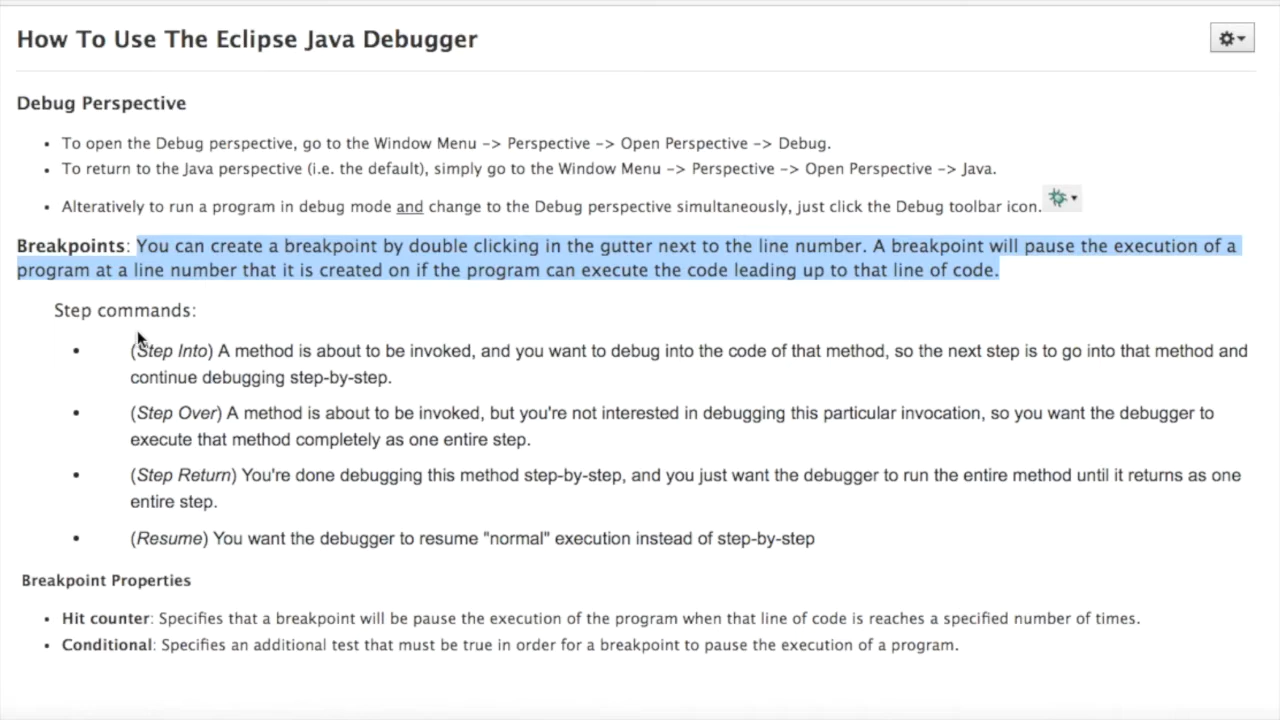 How To Use The Eclipse Java Debugger
Debug Perspective
• To open the Debug perspective, go to the Window Menu -> Perspective -> Open Perspective -> Debug.
• To return to the Java perspective (i.e. the default), simply go to the Window Menu -> Perspective -> Open Perspective -> Java.
• Alteratively to run a program in debug mode and change to the Debug perspective simultaneously, just click the Debug toolbar icon.
Breakpoints: You can create a breakpoint by double clicking in the gutter next to the line number. A breakpoint will pause the execution of a
program at a line number that it is created on if the program can execute the code leading up to that line of code.
Step commands:
• (Step Into) A method is about to be invoked, and you want to debug into the code of that method, so the next step is to go into that method and
continue debugging step-by-step.
• (Step Over) A method is about to be invoked, but you're not interested in debugging this particular invocation, so you want the debugger to
execute that method completely as one entire step.
• (Step Return) You're done debugging this method step-by-step, and you just want the debugger to run the entire method until it returns as one
entire step.
• (Resume) You want the debugger to resume "normal" execution instead of step-by-step
Breakpoint Properties
• Hit counter: Specifies that a breakpoint will be pause the execution of the program when that line of code is reaches a specified number of times.
• Conditional: Specifies an additional test that must be true in order for a breakpoint to pause the execution of a program.